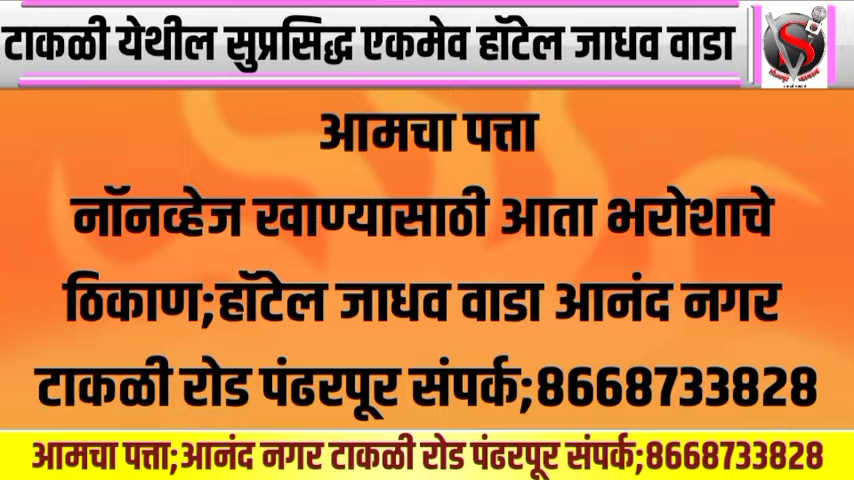 टाकळी येथील सुप्रसिद्ध एकमेव हॉटेल जाधव वाडा
आमचा पत्ता
नॉनव्हेज खाण्यासाठी आता भरोशाचे
ठिकाण;हॉटेल जाधव वाडा आनंद नगर
टाकळी रोड पंढरपूर संपर्क;8668733828
आमचा पत्ता;आनंद नगर टाकळी रोड पंढरपूर संपर्क;8668733828